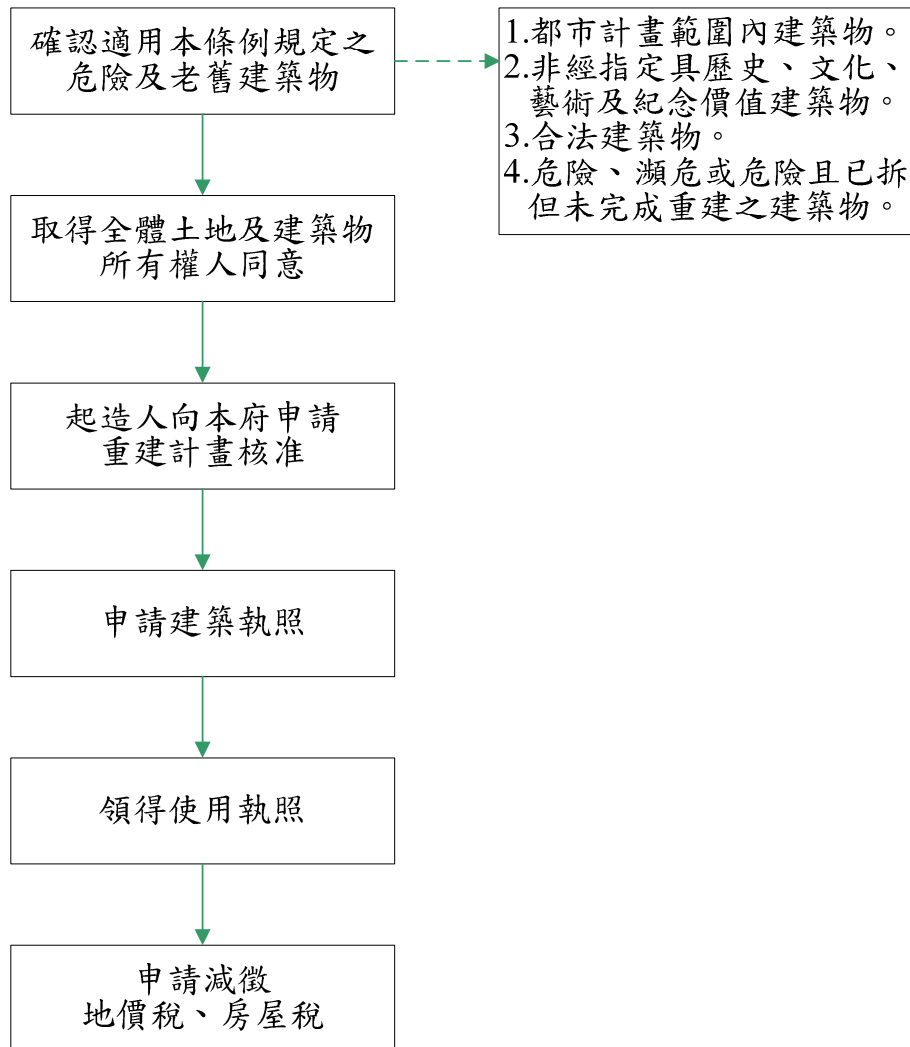 確認適用本條例規定之
危險及老舊建築物
1.都市計畫範圍內建築物。
2.非經指定具歷史、文化、
藝術及紀念價值建築物。
3.合法建築物。
4.危險、瀕危或危險且已拆
但未完成重建之建築物。
取得全體土地及建築物
所有權人同意
起造人向本府申請
重建計畫核准
申請建築執照
領得使用執照
申請減徵
地價稅、房屋稅